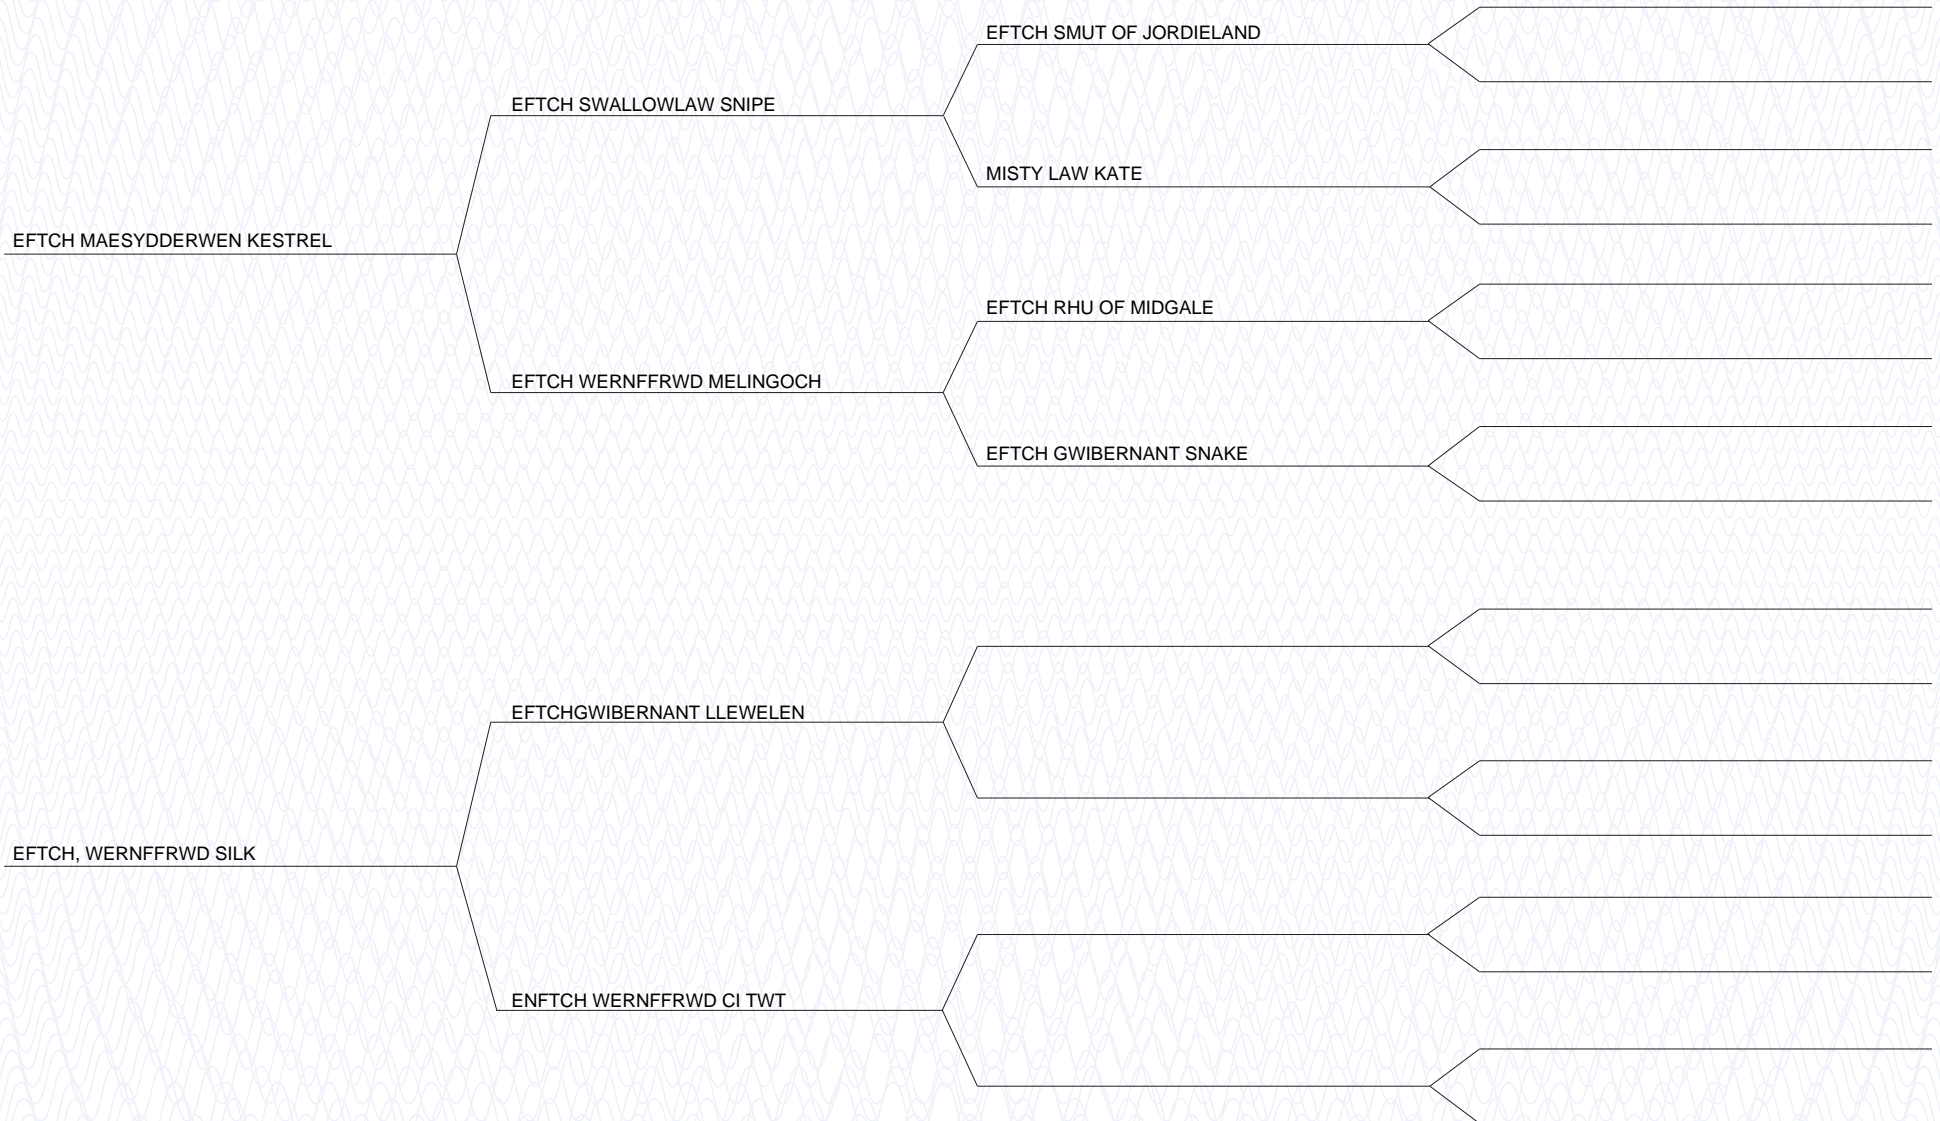 EFTCH SMUT OF JORDIELAND
EFTCH SWALLOWLAW SNIPE
MISTY LAW KATE
EFTCH MAESYDDERWEN KESTREL
EFTCH RHU OF MIDGALE
EFTCH WERNFFRWD MELINGOCH
EFTCH GWIBERNANT SNAKE
EFTCHGWIBERNANT LLEWELEN
EFTCH, WERNFFRWD SILK
ENFTCH WERNFFRWD CI TWT